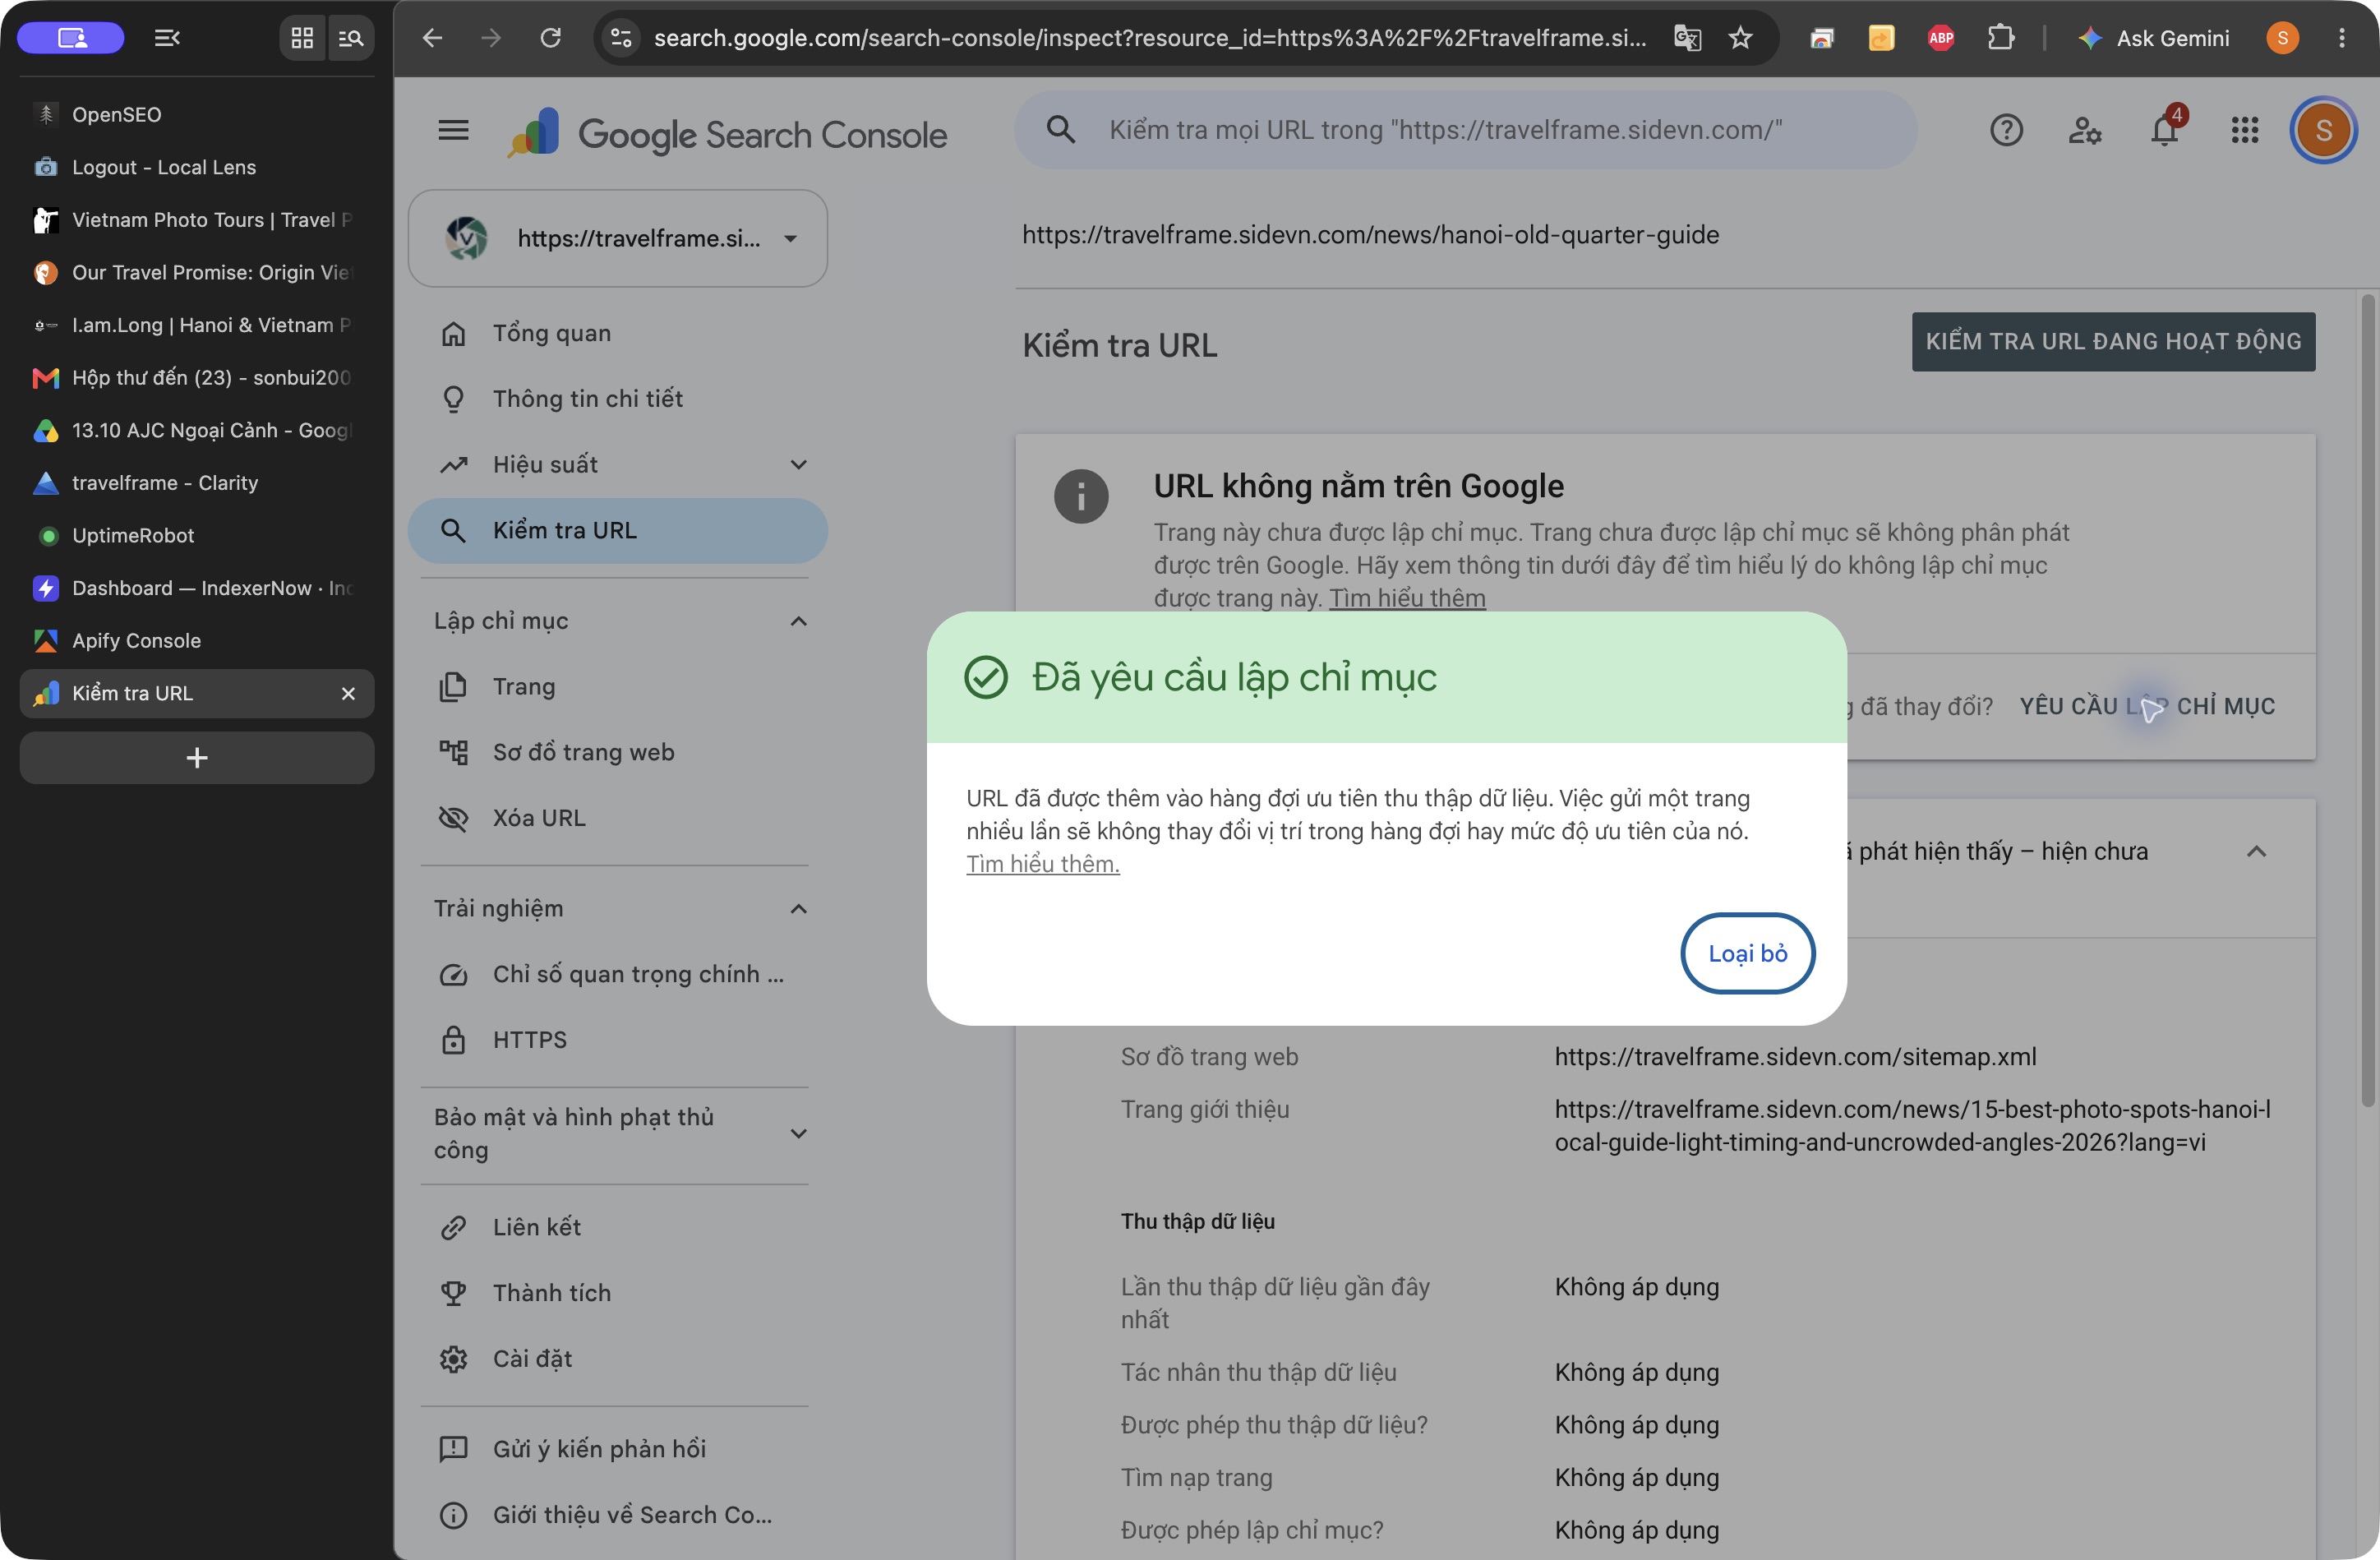 search.google.com/search-console/inspect?resource_id=https%3A%2F%2Ftravelframe.si...
ABP
Ask Gemini
S
OpenSEO
Logout - Local Lens
Vietnam Photo Tours | Travel P
Our Travel Promise: Origin Viet
I.am.Long | Hanoi & Vietnam P
Hộp thư đến (23) - sonbui200
13.10 AJC Ngoại Cảnh - Googl
travelframe - Clarity
UptimeRobot
Dashboard — IndexerNow · Ind
Apify Console
Kiểm tra URL
Google Search Console
Kiểm tra mọi URL trong "https://travelframe.sidevn.com/"
4
S
https://travelframe.si...
Tổng quan
Thông tin chi tiết
Hiệu suất
Kiểm tra URL
Lập chỉ mục
Trang
Sơ đồ trang web
Xóa URL
Trải nghiệm
Chỉ số quan trọng chính ...
HTTPS
Bảo mật và hình phạt thủ
công
Liên kết
Thành tích
Cài đặt
Gửi ý kiến phản hồi
Giới thiệu về Search Co...
https://travelframe.sidevn.com/news/hanoi-old-quarter-guide
Kiểm tra URL
KIỂM TRA URL ĐANG HOẠT ĐỘNG
URL không nằm trên Google
Trang này chưa được lập chỉ mục. Trang chưa được lập chỉ mục sẽ không phân phát
được trên Google. Hãy xem thông tin dưới đây để tìm hiểu lý do không lập chỉ mục
được trang này. Tìm hiểu thêm
đã thay đổi?
YÊU CẦU LẬP CHỈ MỤC
Đã yêu cầu lập chỉ mục
URL đã được thêm vào hàng đợi ưu tiên thu thập dữ liệu. Việc gửi một trang
nhiều lần sẽ không thay đổi vị trí trong hàng đợi hay mức độ ưu tiên của nó.
Tìm hiểu thêm.
Loại bỏ
phát hiện thấy – hiện chưa
Sơ đồ trang web
https://travelframe.sidevn.com/sitemap.xml
Trang giới thiệu
https://travelframe.sidevn.com/news/15-best-photo-spots-hanoi-l
ocal-guide-light-timing-and-uncrowded-angles-2026?lang=vi
Thu thập dữ liệu
Lần thu thập dữ liệu gần đây
nhất
Không áp dụng
Tác nhân thu thập dữ liệu
Không áp dụng
Được phép thu thập dữ liệu?
Không áp dụng
Tìm nạp trang
Không áp dụng
Được phép lập chỉ mục?
Không áp dụng